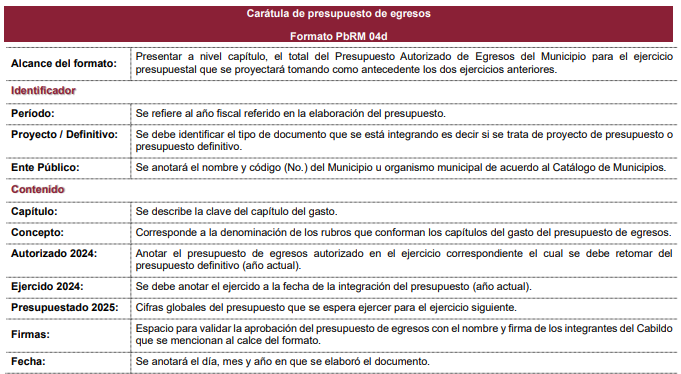 Carátula de presupuesto de egresos
Formato PbRM 04d
Alcance del formato: Presentar a nivel capítulo, el total del Presupuesto Autorizado de Egresos del Municipio para el ejercicio
presupuestal que se proyectará tomando como antecedente los dos ejercicios anteriores.
Identificador
Período: Se refiere al año fiscal referido en la elaboración del presupuesto.
Proyecto / Definitivo: Se debe identificar el tipo de documento que se está integrando es decir si se trata de proyecto de presupuesto o
presupuesto definitivo.
Ente Público: Se anotará el nombre y código (No.) del Municipio u organismo municipal de acuerdo al Catálogo de Municipios.
Contenido
Capítulo: Se describe la clave del capítulo del gasto.
Concepto: Corresponde a la denominación de los rubros que conforman los capítulos del gasto del presupuesto de egresos.
Autorizado 2024: Anotar el presupuesto de egresos autorizado en el ejercicio correspondiente el cual se debe retomar del
presupuesto definitivo (año actual).
Ejercido 2024: Se debe anotar el ejercido a la fecha de la integración del presupuesto (año actual).
Presupuestado 2025: Cifras globales del presupuesto que se espera ejercer para el ejercicio siguiente.
Firmas: Espacio para validar la aprobación del presupuesto de egresos con el nombre y firma de los integrantes del Cabildo
que se mencionan al calce del formato.
Fecha: Se anotará el día, mes y año en que se elaboró el documento.